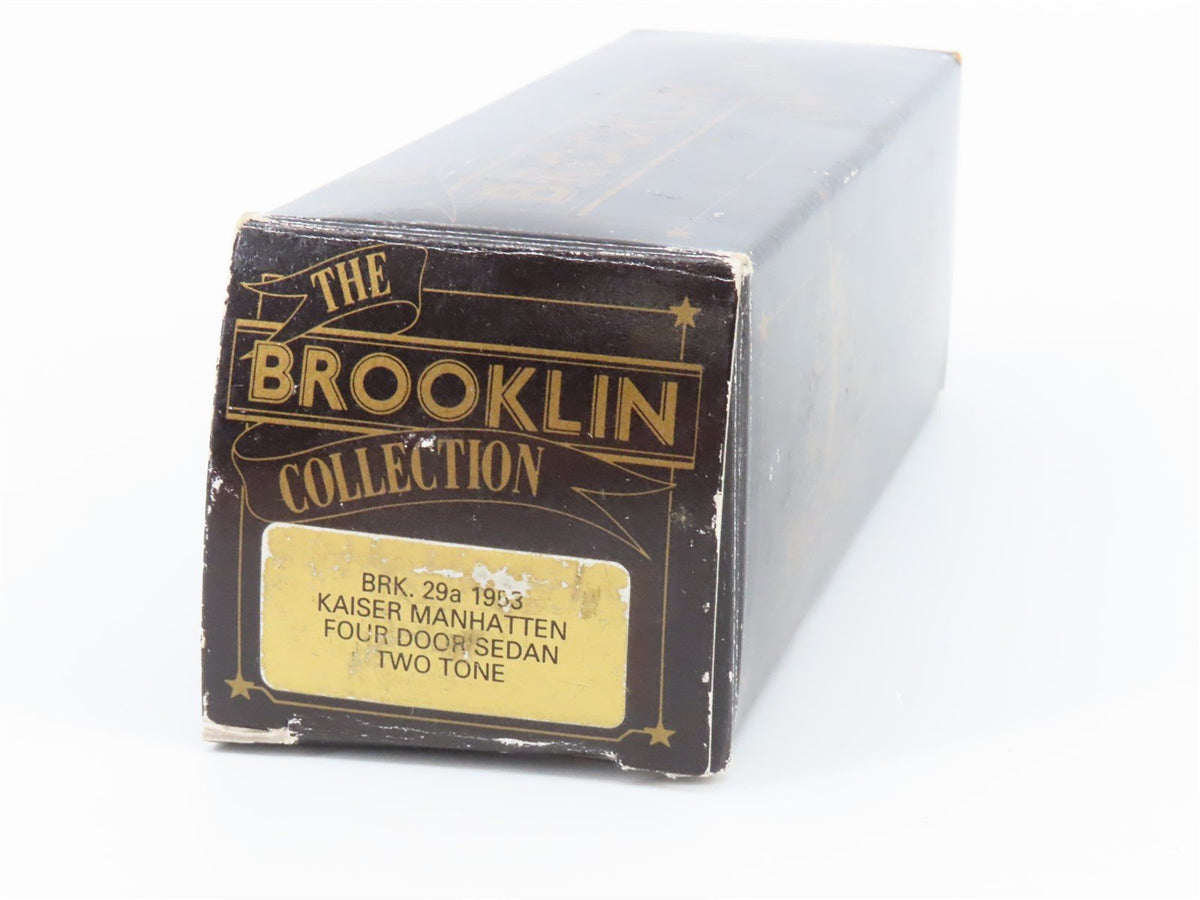 THE
BROOKLIN
COLLECTION
BRK. 29a 1953
KAISER MANHATTEN
FOUR DOOR SEDAN
TWO TONE